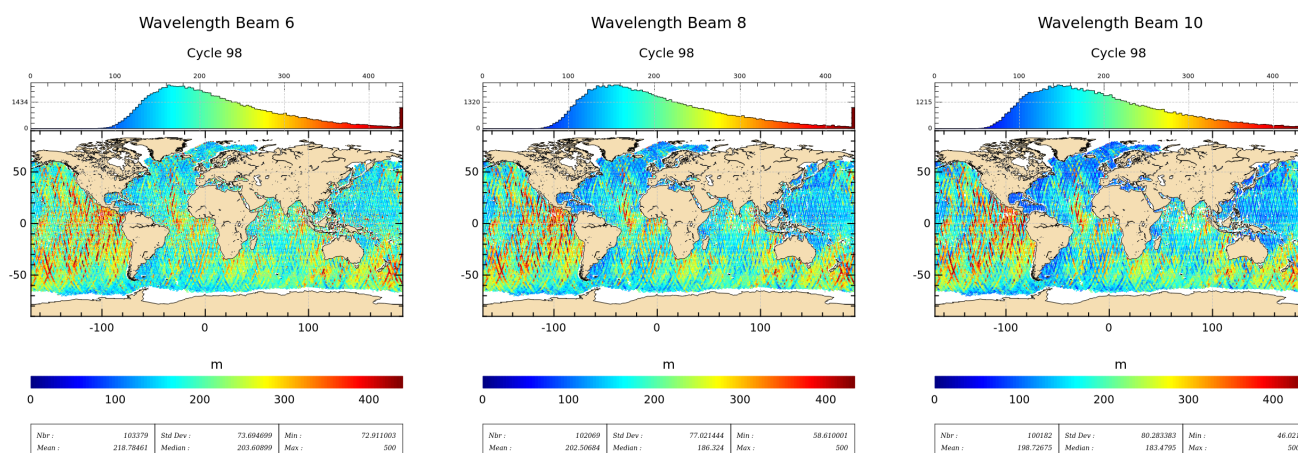 Wavelength Beam 6
Cycle 98
0 100 200 300 400
1434
0
50
0
-50
-100 0 100
m
0 100 200 300 400
Nbr : 103379 Std Dev : 73.694699 Min : 72.911003
Mean : 218.78461 Median : 203.60899 Max : 500
Wavelength Beam 8
Cycle 98
0 100 200 300 400
1320
0
50
0
-50
-100 0 100
m
0 100 200 300 400
Nbr : 102069 Std Dev : 77.021444 Min : 58.610001
Mean : 202.50684 Median : 186.324 Max : 500
Wavelength Beam 10
Cycle 98
0 100 200 300 400
1215
0
50
0
-50
-100 0 100
m
0 100 200 300 400
Nbr : 100182 Std Dev : 80.283383 Min : 46.021
Mean : 198.72675 Median : 183.4795 Max : 500